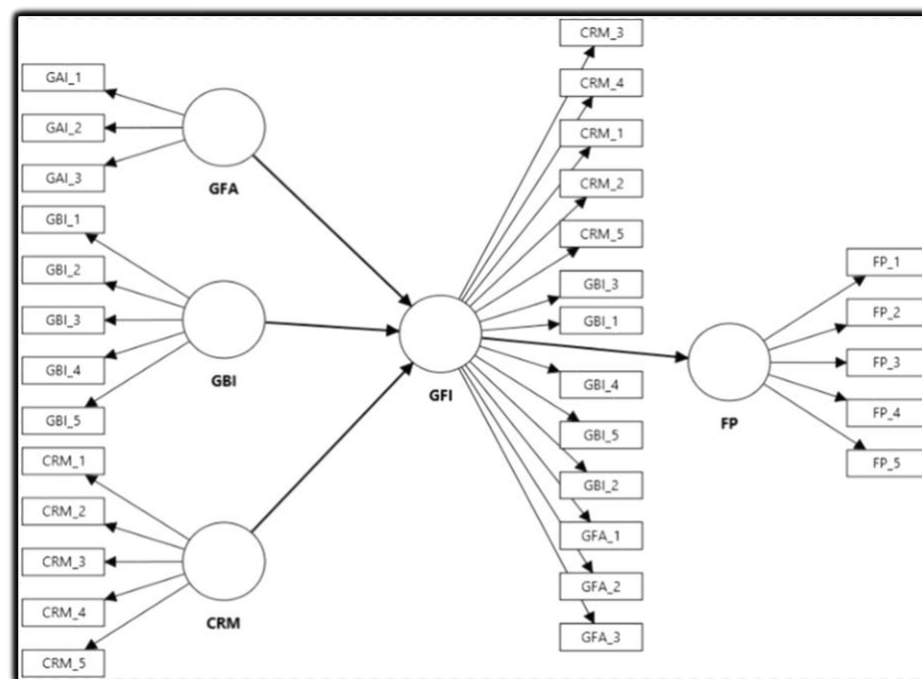 GAI_1
GAI_2
GAI_3
GFA
GBI_1
GBI_2
GBI_3
GBI_4
GBI_5
GBI
CRM_1
CRM_2
CRM_3
CRM_4
CRM_5
CRM
GFI
CRM_3
CRM_4
CRM_1
CRM_2
CRM_5
GBI_3
GBI_1
GBI_4
GBI_5
GBI_2
GFA_1
GFA_2
GFA_3
FP
FP_1
FP_2
FP_3
FP_4
FP_5